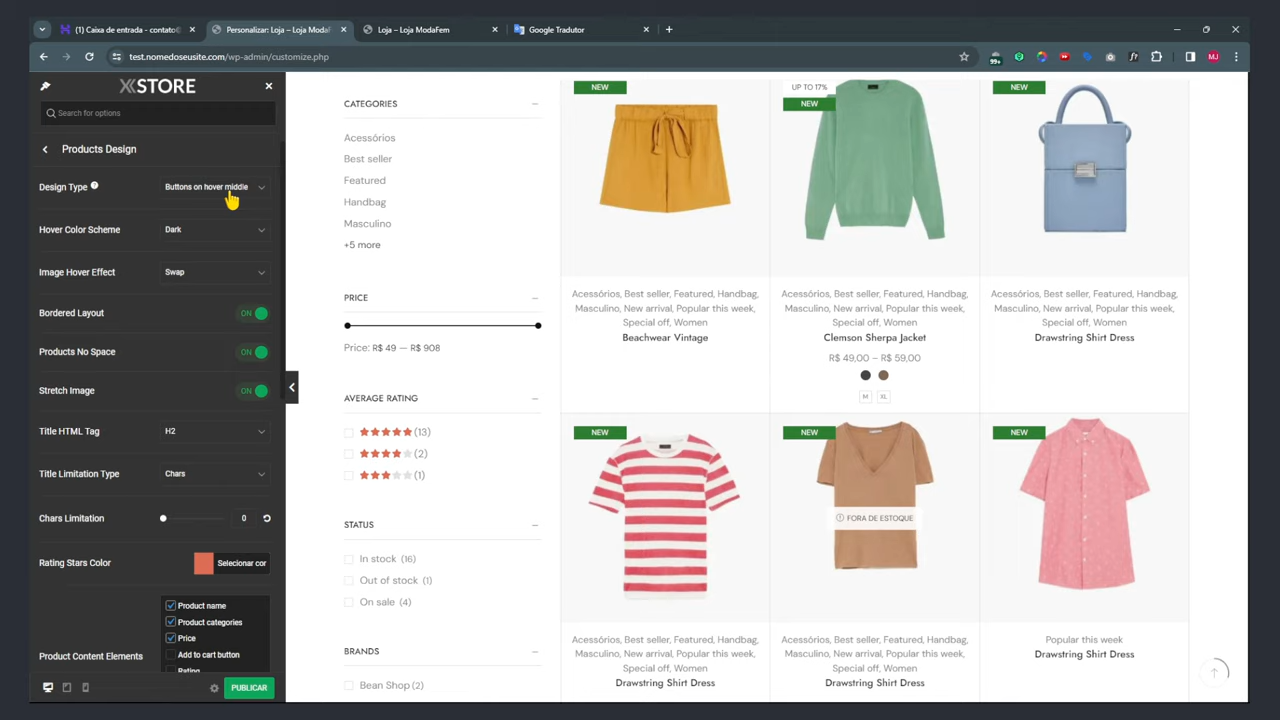 (1) Caixa de entrada - contato©
Personalizar: Loja – Loja ModaF
Loja – Loja ModaFem
Google Tradutor
test.nomedoseusite.com/wp-admin/customize.php
99+
f?
MJ
XSTORE
Search for options
Products Design
Design Type
Buttons on hover middle
Hover Color Scheme
Dark
Image Hover Effect
Swap
Bordered Layout
ON
Products No Space
ON
Stretch Image
ON
Title HTML Tag
H2
Title Limitation Type
Chars
Chars Limitation
0
Rating Stars Color
Selecionar cor
Product name
Product categories
Price
Product Content Elements
Add to cart button
Rating
PUBLICAR
CATEGORIES
Acessórios
Best seller
Featured
Handbag
Masculino
+5 more
PRICE
Price: R$ 49 — R$ 908
AVERAGE RATING
(13)
(2)
(1)
STATUS
In stock (16)
Out of stock (1)
On sale (4)
BRANDS
Bean Shop (2)
NEW
Acessórios, Best seller, Featured, Handbag,
Masculino, New arrival, Popular this week,
Special off, Women
Beachwear Vintage
UP TO 17%
NEW
Acessórios, Best seller, Featured, Handbag,
Masculino, New arrival, Popular this week,
Special off, Women
Clemson Sherpa Jacket
R$ 49,00 – R$ 59,00
M
XL
NEW
Acessórios, Best seller, Featured, Handbag,
Masculino, New arrival, Popular this week,
Special off, Women
Drawstring Shirt Dress
NEW
Acessórios, Best seller, Featured, Handbag,
Masculino, New arrival, Popular this week,
Special off, Women
Drawstring Shirt Dress
NEW
FORA DE ESTOQUE
Acessórios, Best seller, Featured, Handbag,
Masculino, New arrival, Popular this week,
Special off, Women
Drawstring Shirt Dress
NEW
Popular this week
Drawstring Shirt Dress